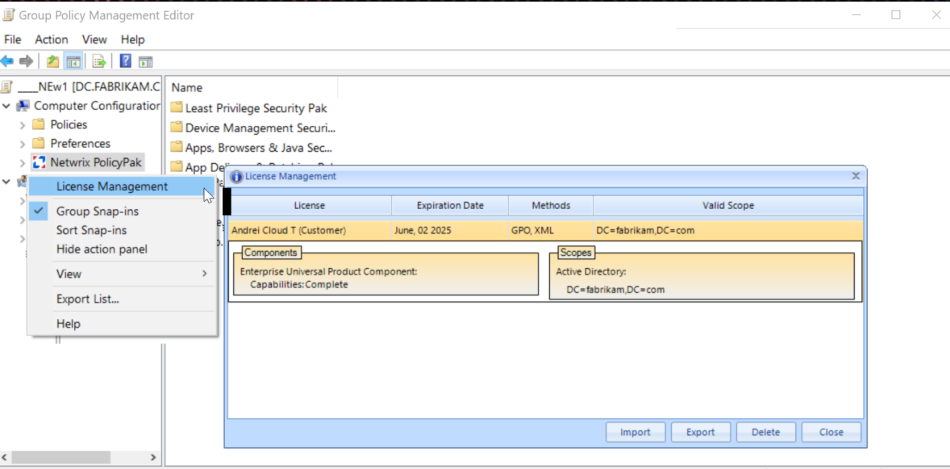 Group Policy Management Editor
File Action View Help
____NEw1 [DC.FABRIKAM.C
Computer Configuration
Policies
Preferences
Netwrix PolicyPak
Name
Least Privilege Security Pak
Device Management Securi...
Apps, Browsers & Java Sec...
License Management
Group Snap-ins
Sort Snap-ins
Hide action panel
View
Export List...
Help
License Management
License Expiration Date Methods Valid Scope
Andrei Cloud T (Customer) June, 02 2025 GPO, XML DC=fabrikam,DC=com
Components
Enterprise Universal Product Component:
Capabilities:Complete
Scopes
Active Directory:
DC=fabrikam,DC=com
Import Export Delete Close